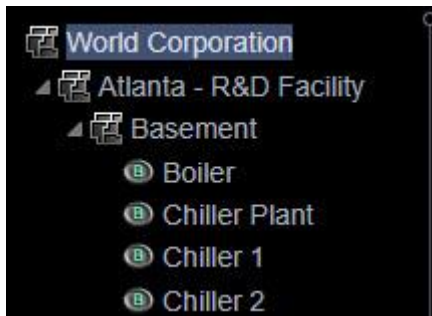 World Corporation
Atlanta - R&D Facility
Basement
B Boiler
B Chiller Plant
B Chiller 1
B Chiller 2